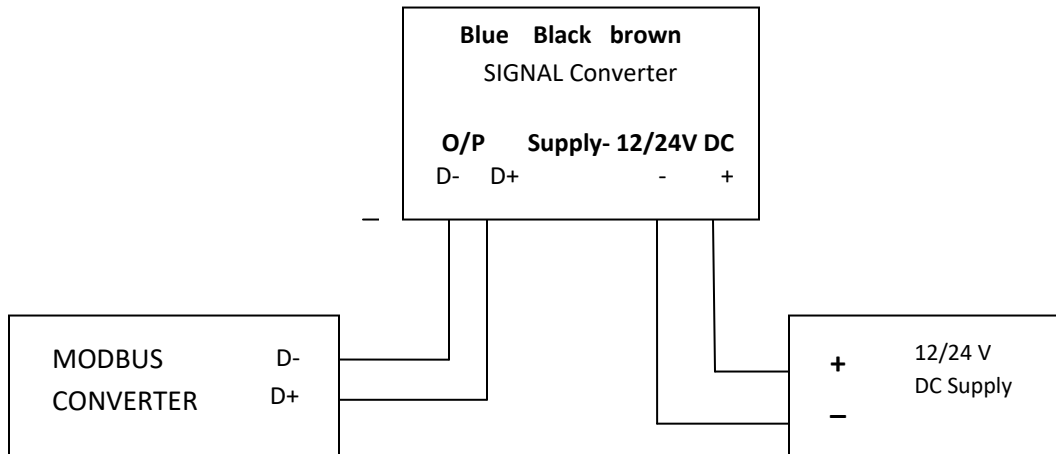 Blue Black brown
SIGNAL Converter
O/P Supply- 12/24V DC
D- D+ - +
–
MODBUS D-
CONVERTER D+
+ 12/24 V
DC Supply
–